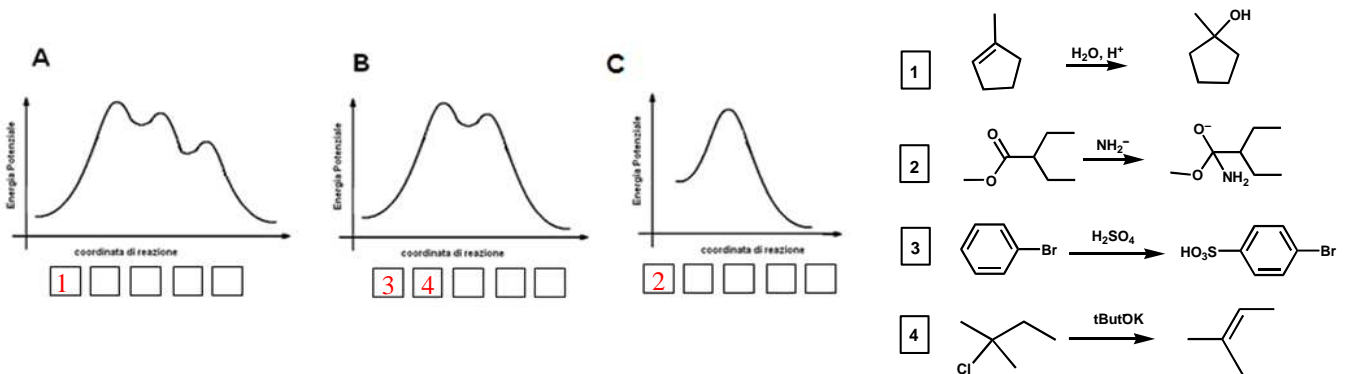 A
B
C
Energia Potenziale
Energia Potenziale
Energia Potenziale
coordinata di reazione
coordinata di reazione
coordinata di reazione
1
3 4
2
1
H₂O, H⁺
OH
2
O
O
NH₂⁻
O⁻
O
NH₂
3
Br
H₂SO₄
HO₃S
Br
4
Cl
tButOK